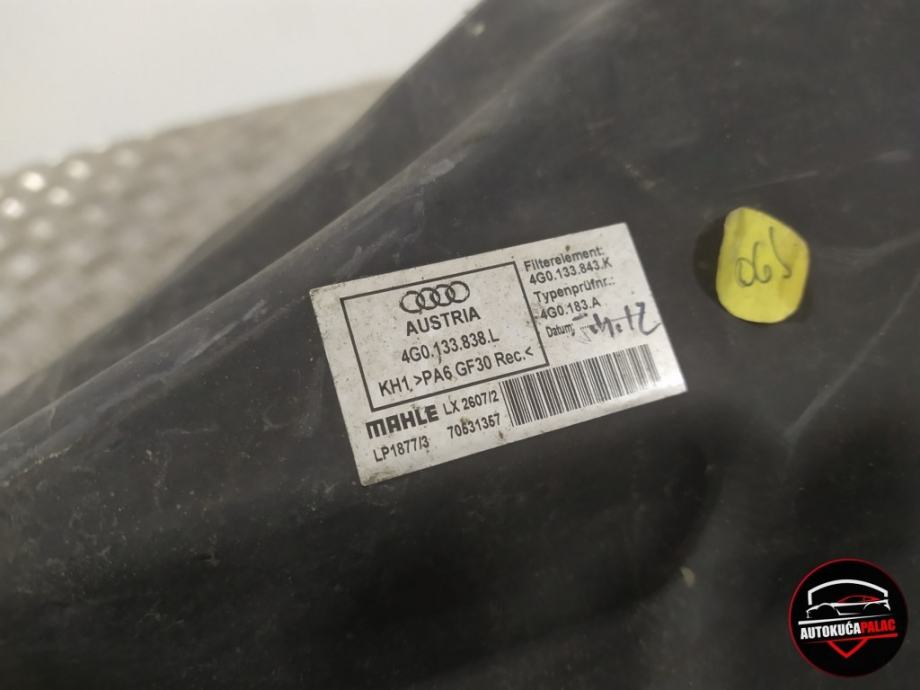 AUSTRIA
4G0.133.838.L
KH1. >PA6 GF30 Rec.<
Filterelement:
4G0.133.843.K
Typenprüfnr.:
4G0.183.A
Datum:
MAHLE LX 2607/2
LP1877/3 70531357
AUTOKUĆAPALAC